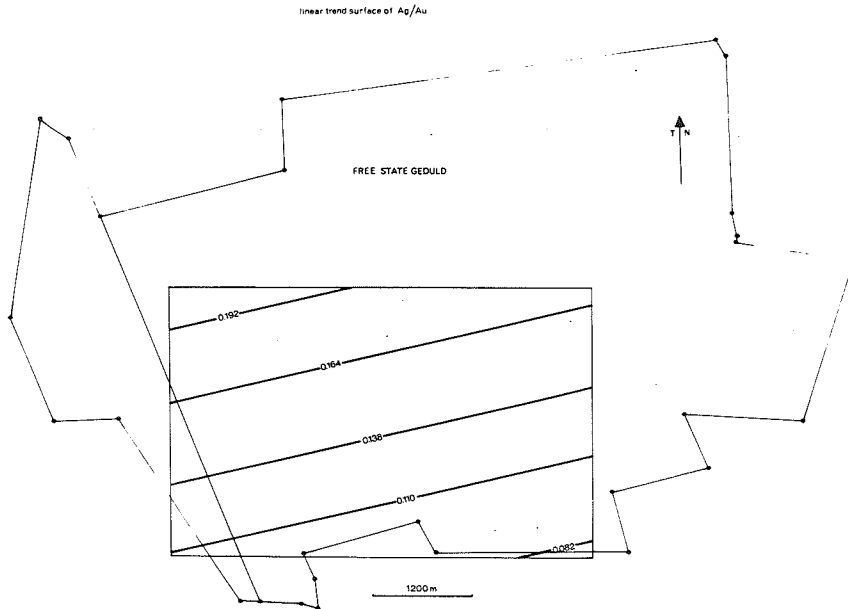 linear trend surface of Ag/Au
T N
FREE STATE GEDULD
0.192
0.164
0.138
0.110
0.082
1200m